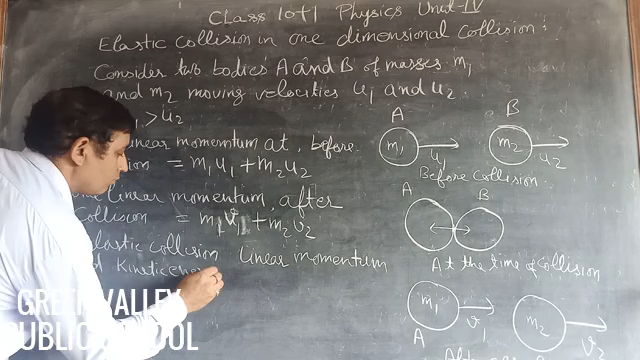 Class 10+1 Physics Unit-IV
Elastic Collision in one dimensional Collision:
Consider two bodies A and B of masses m1
and m2 moving velocities u1 and u2.
> u2
linear momentum at, before
= m1u1 + m2u2
linear momentum, after
Collision = m1v1 + m2v2
elastic Collision linear momentum
Kinetic
A
B
m1
u1
m2
u2
Before Collision
A
B
At the time of Collision
m1
v1
A
m2
v2
GREEN VALLEY
PUBLIC SCHOOL